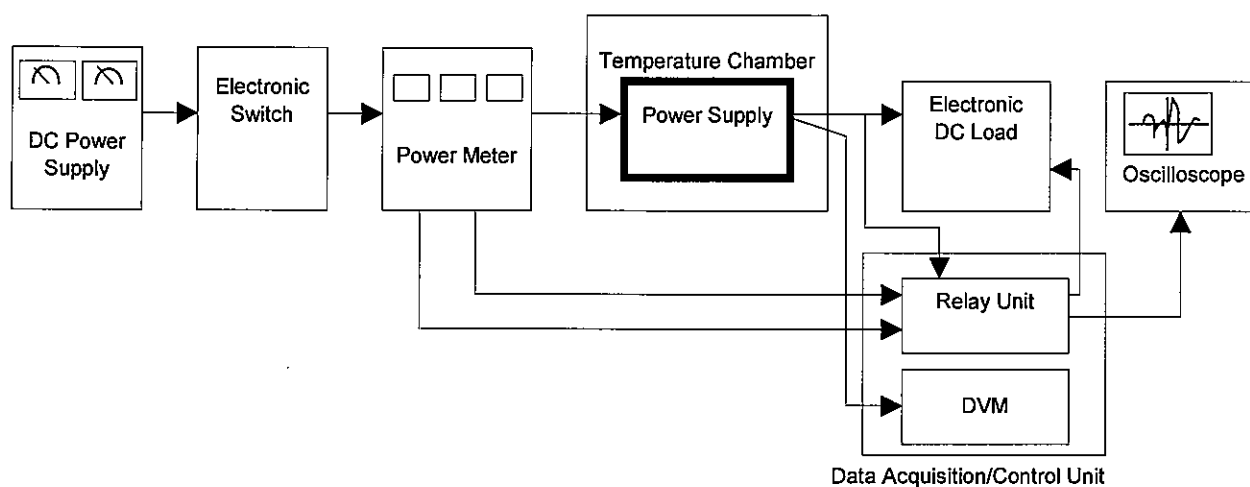 DC Power
Supply
Electronic
Switch
Power Meter
Temperature Chamber
Power Supply
Electronic
DC Load
Oscilloscope
Relay Unit
DVM
Data Acquisition/Control Unit